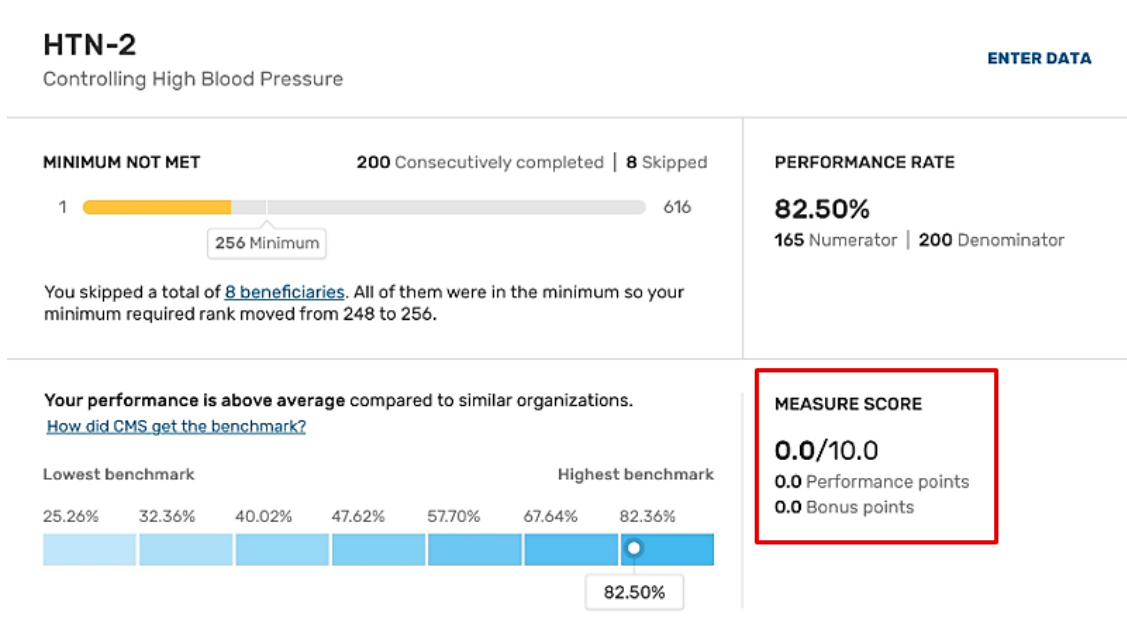 HTN-2
Controlling High Blood Pressure
ENTER DATA
MINIMUM NOT MET
200 Consecutively completed | 8 Skipped
1
616
256 Minimum
You skipped a total of 8 beneficiaries. All of them were in the minimum so your
minimum required rank moved from 248 to 256.
PERFORMANCE RATE
82.50%
165 Numerator | 200 Denominator
Your performance is above average compared to similar organizations.
How did CMS get the benchmark?
Lowest benchmark
Highest benchmark
25.26% 32.36% 40.02% 47.62% 57.70% 67.64% 82.36%
82.50%
MEASURE SCORE
0.0/10.0
0.0 Performance points
0.0 Bonus points